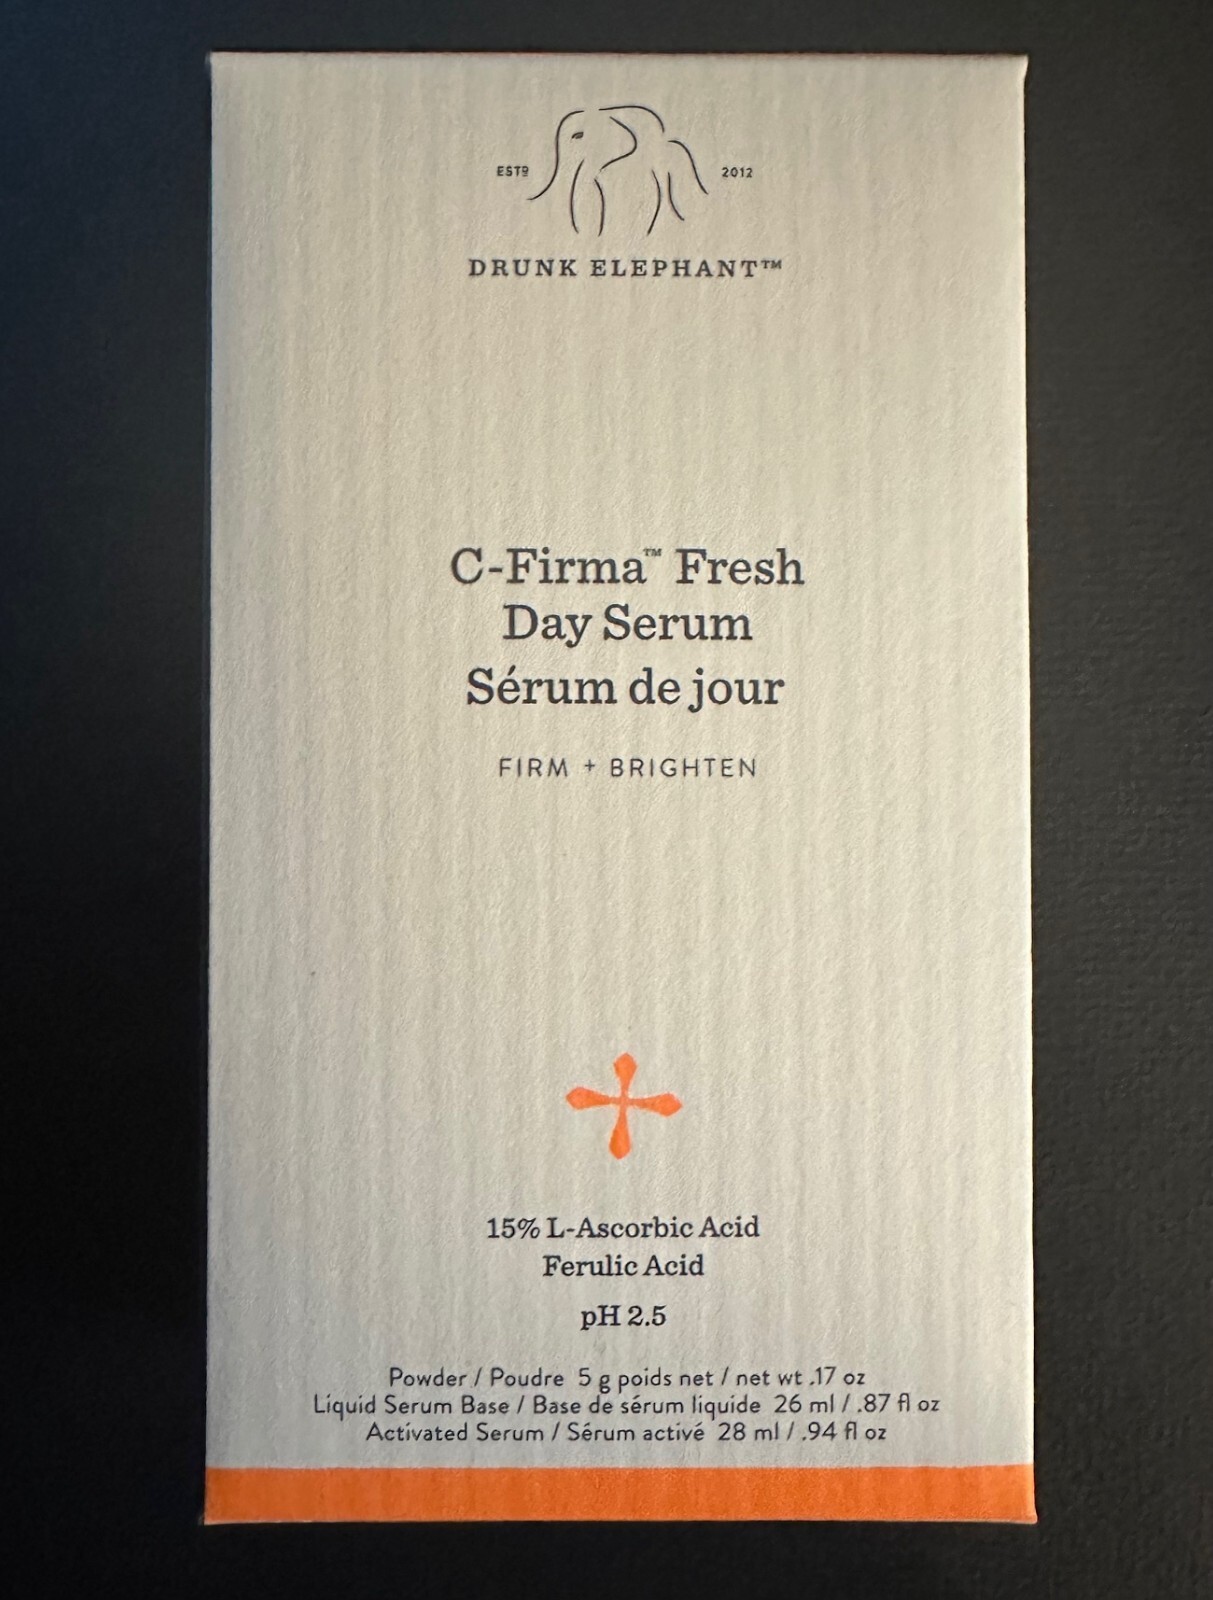 ESTD 2012
DRUNK ELEPHANT™
C-Firma™ Fresh
Day Serum
Sérum de jour
FIRM + BRIGHTEN
15% L-Ascorbic Acid
Ferulic Acid
pH 2.5
Powder / Poudre 5 g poids net / net wt .17 oz
Liquid Serum Base / Base de sérum liquide 26 ml / .87 fl oz
Activated Serum / Sérum activé 28 ml / .94 fl oz